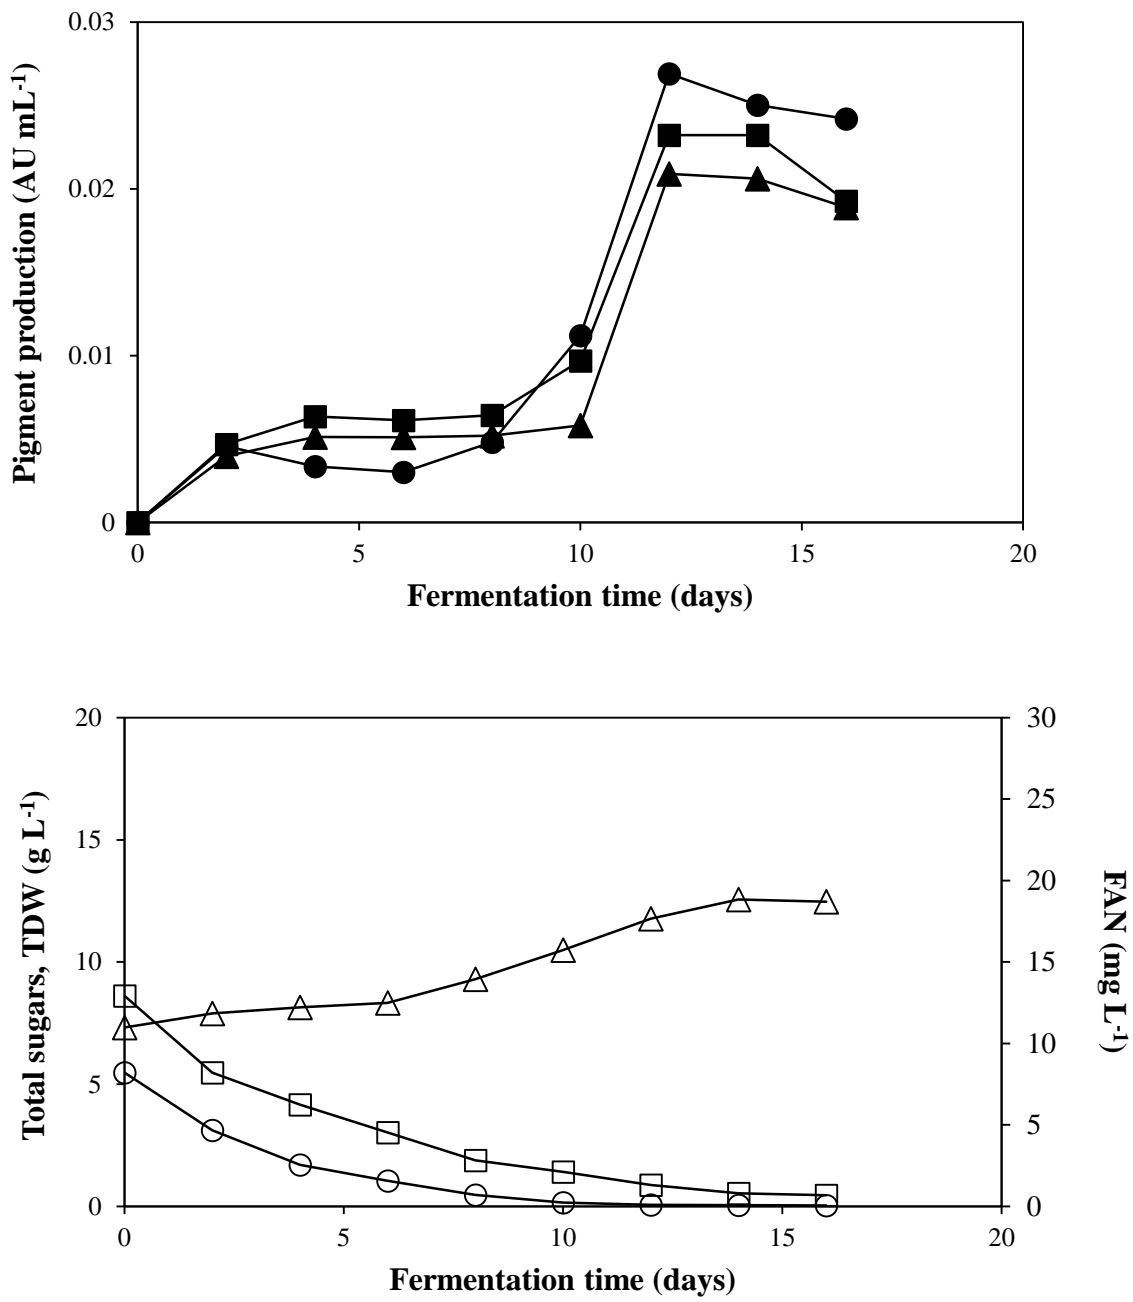 0.03
0.02
0.01
0
Pigment production (AU mL-1)
0 5 10 15 20
Fermentation time (days)
20
15
10
5
0
Total sugars, TDW (g L-1)
30
25
20
15
10
5
0
FAN (mg L-1)
0 5 10 15 20
Fermentation time (days)